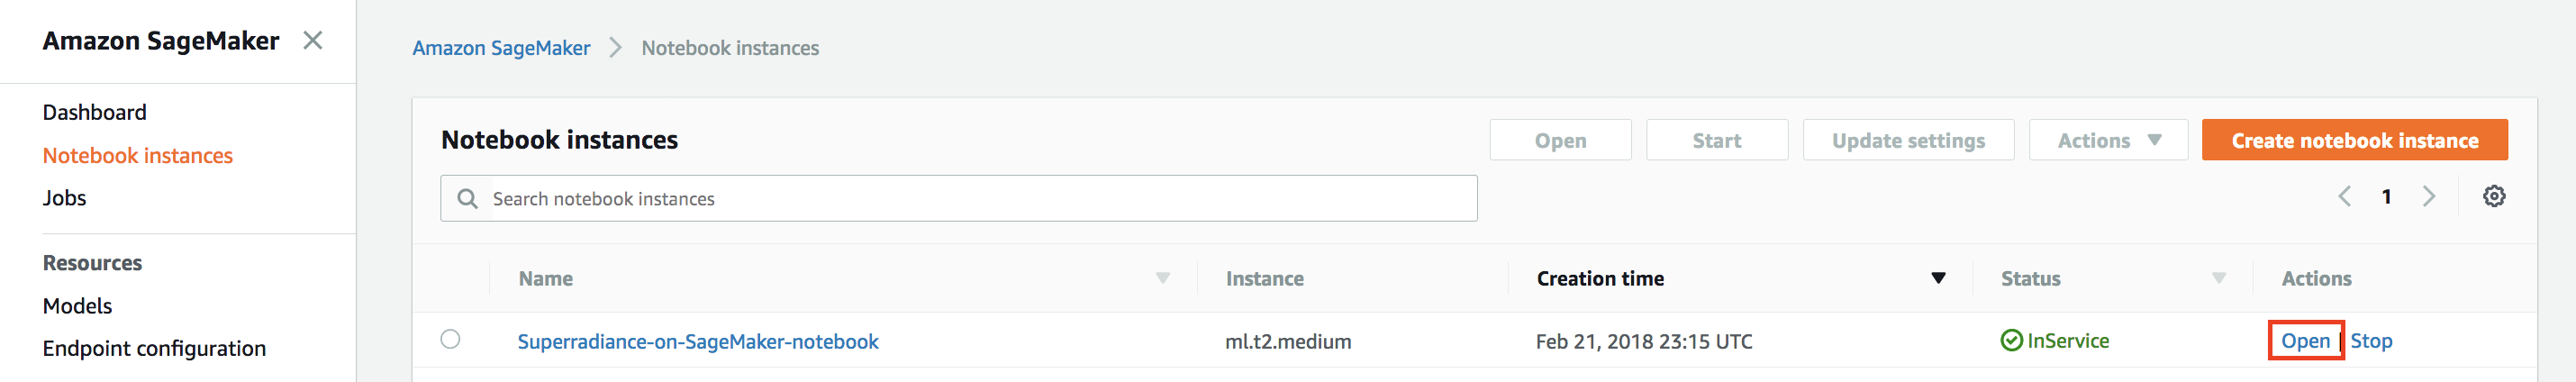 Amazon SageMaker
Dashboard
Notebook instances
Jobs
Resources
Models
Endpoint configuration
Amazon SageMaker Notebook instances
Notebook instances
Open Start Update settings Actions Create notebook instance
Search notebook instances
1
Name Instance Creation time Status Actions
Superradiance-on-SageMaker-notebook ml.t2.medium Feb 21, 2018 23:15 UTC InService Open | Stop